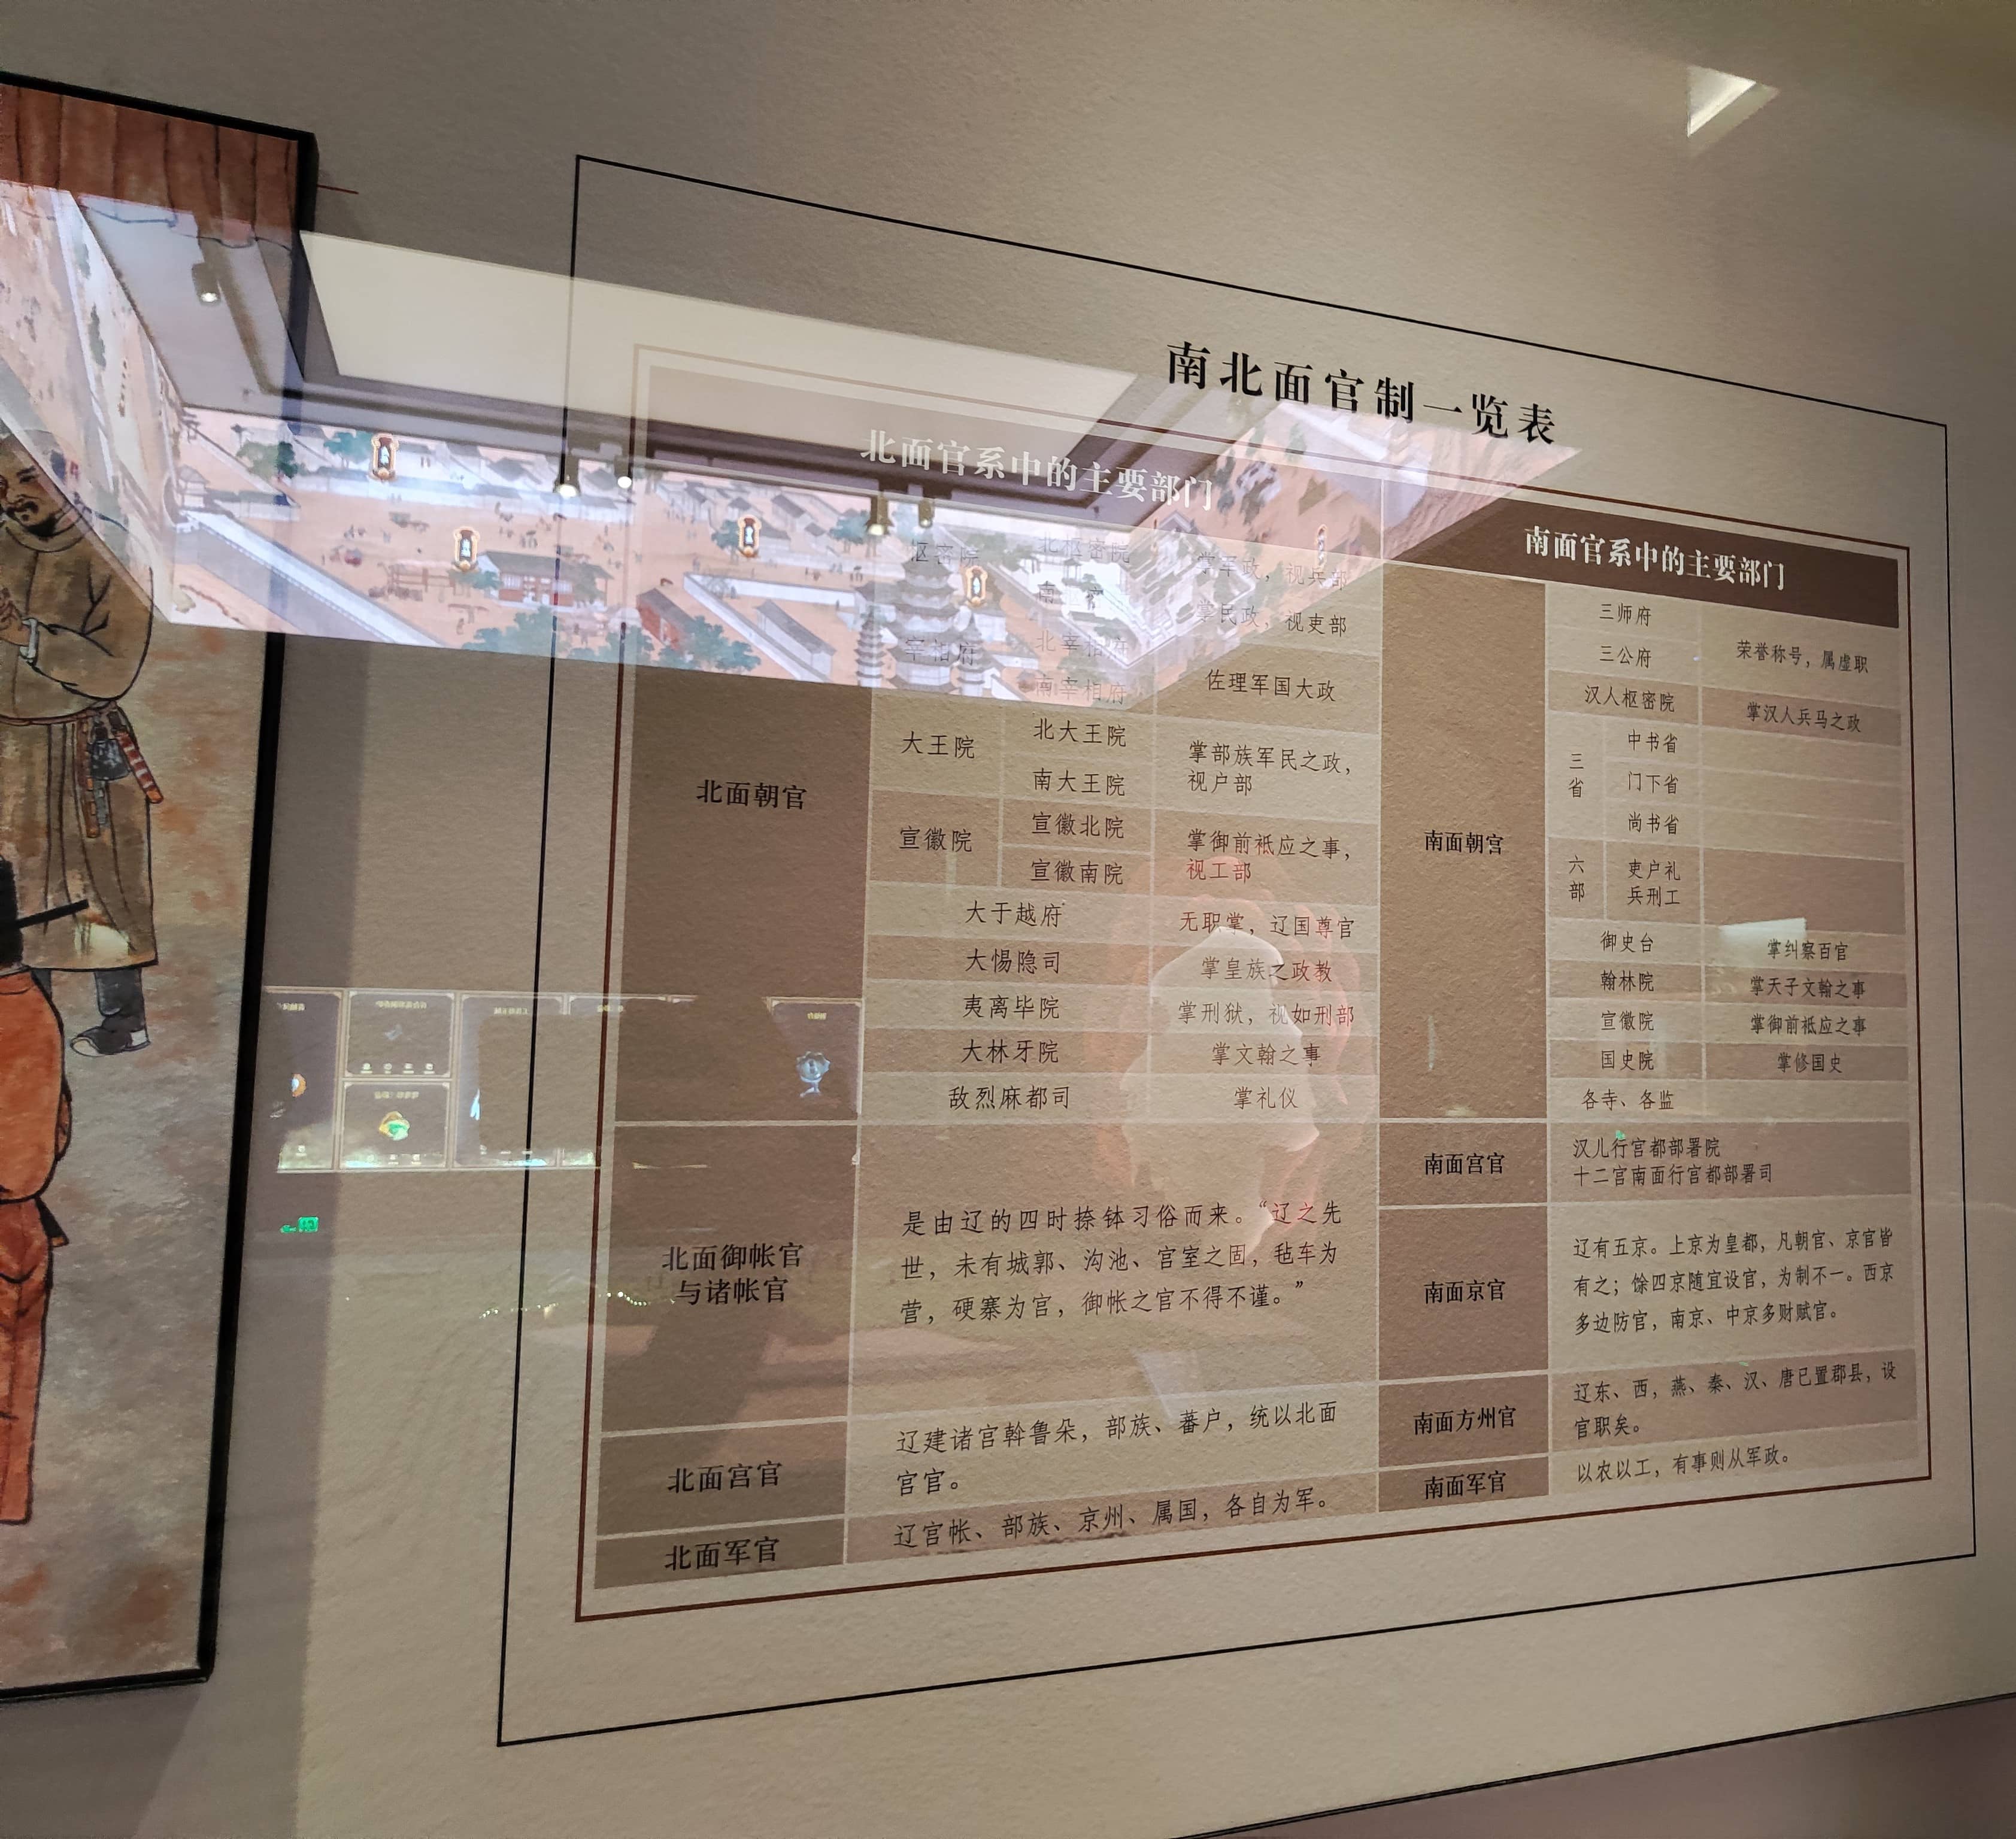 南北面官制一览表
北面官系中的主要部门
枢密院
北枢密院
掌军政，视兵部
南枢密院
掌民政，视吏部
宰相府
北宰相府
南宰相府
佐理军国大政
北面朝官
大王院
北大王院
南大王院
掌部族军民之政，
视户部
宣徽院
宣徽北院
宣徽南院
掌御前祗应之事，
视工部
大于越府
无职掌，辽国尊官
大惕隐司
掌皇族之政教
夷离毕院
掌刑狱，视如刑部
大林牙院
掌文翰之事
敌烈麻都司
掌礼仪
北面御帐官
与诸帐官
是由辽的四时捺钵习俗而来。“辽之先
世，未有城郭、沟池、宫室之固，毡车为
营，硬寨为宫，御帐之官不得不谨。”
北面宫官
辽建诸宫斡鲁朵，部族、蕃户，统以北面
宫官。
北面军官
辽宫帐、部族、京州、属国，各自为军。
南面官系中的主要部门
南面朝官
三师府
三公府
荣誉称号，属虚职
汉人枢密院
掌汉人兵马之政
三省
中书省
门下省
尚书省
六部
吏户礼
兵刑工
御史台
掌纠察百官
翰林院
掌天子文翰之事
宣徽院
掌御前祗应之事
国史院
掌修国史
各寺、各监
南面宫官
汉儿行宫都部署院
十二宫南面行宫都部署司
南面京官
辽有五京。上京为皇都，凡朝官、京官皆
有之；馀四京随宜设官，为制不一。西京
多边防官，南京、中京多财赋官。
南面方州官
辽东、西，燕、秦、汉、唐已置郡县，设
官职矣。
南面军官
以农以工，有事则从军政。